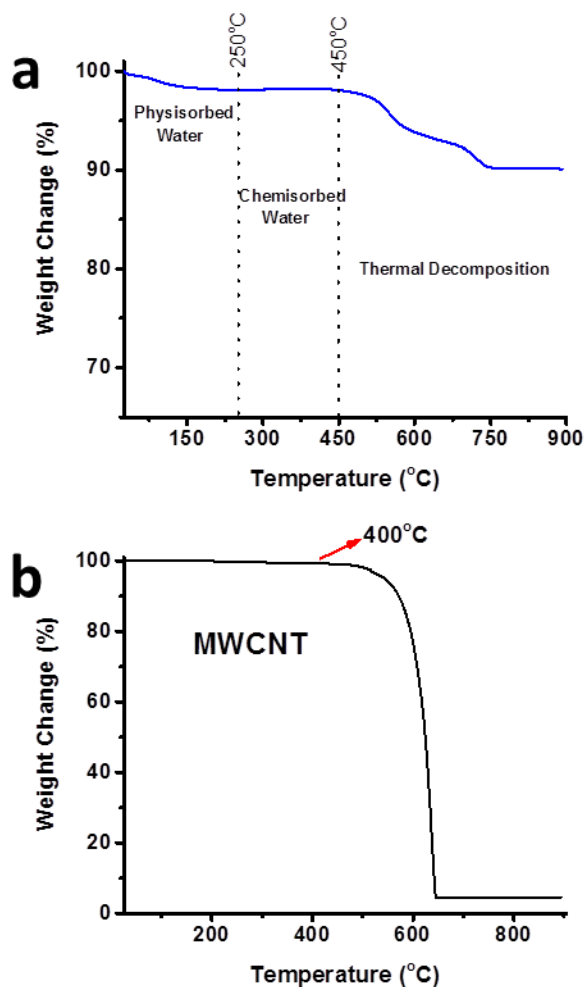 a
250°C
450°C
100
90
80
70
Weight Change (%)
Physisorbed
Water
Chemisorbed
Water
Thermal Decomposition
150 300 450 600 750 900
Temperature (°C)
b
400°C
100
80
60
40
20
0
Weight Change (%)
MWCNT
200 400 600 800
Temperature (°C)